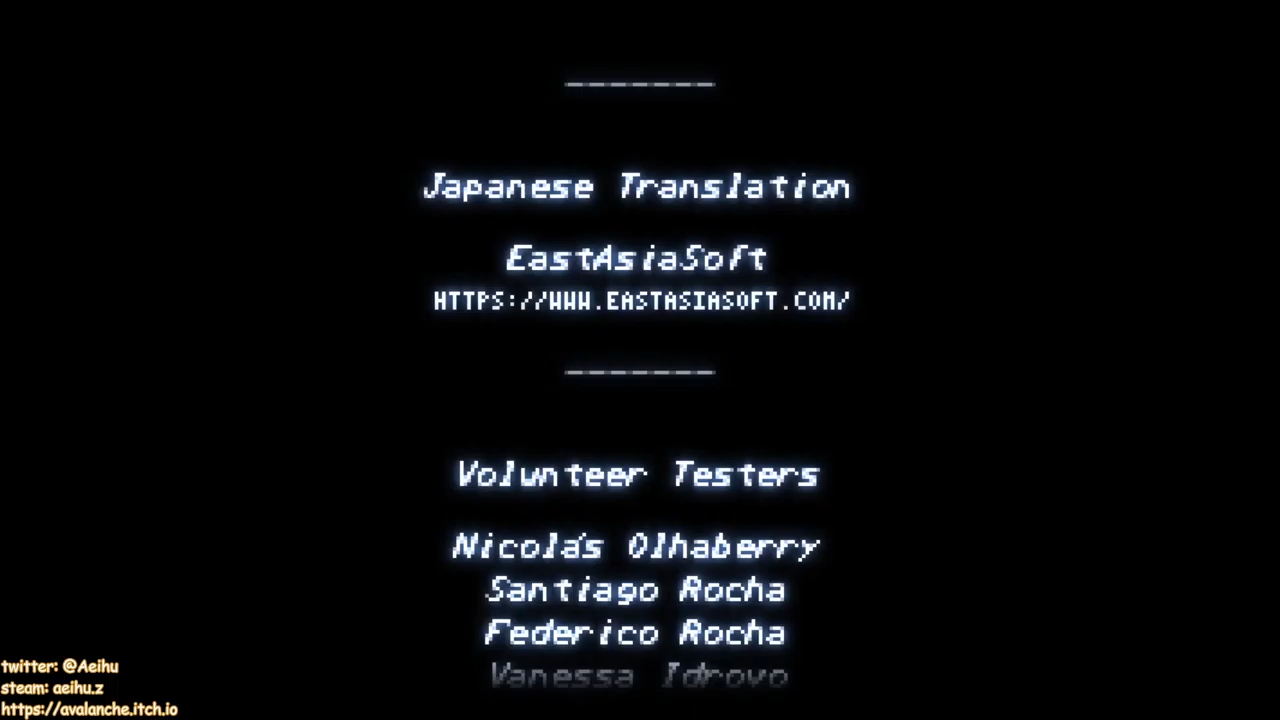 -------
Japanese Translation
EastAsiaSoft
HTTPS://WWW.EASTASIASOFT.COM/
-------
Volunteer Testers
Nicolás Olhaberry
Santiago Rocha
Federico Rocha
Vanessa Idrovo
twitter: @Aeihu
steam: aeihu.z
https://avalanche.itch.io